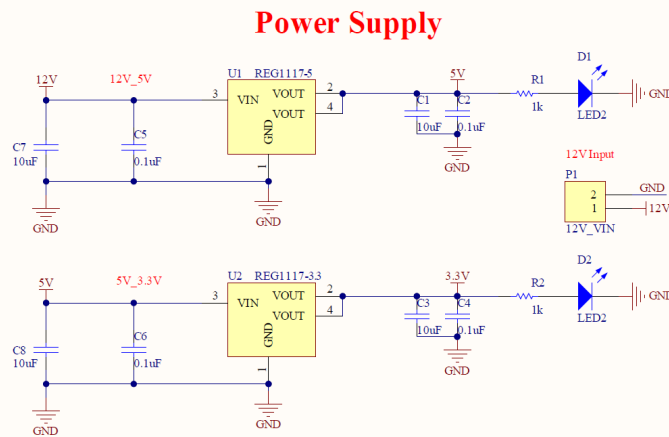 Power Supply
12V
12V_5V
U1 REG1117-5
3 VIN
VOUT 2
VOUT 4
GND
1
C7
10uF
C5
0.1uF
GND
GND
5V
C1
10uF
C2
0.1uF
GND
R1
1k
D1
LED2
GND
12V Input
P1
2 GND
1 12V
12V_VIN
5V
5V_3.3V
U2 REG1117-3.3
3 VIN
VOUT 2
VOUT 4
GND
1
C8
10uF
C6
0.1uF
GND
GND
3.3V
C3
10uF
C4
0.1uF
GND
R2
1k
D2
LED2
GND